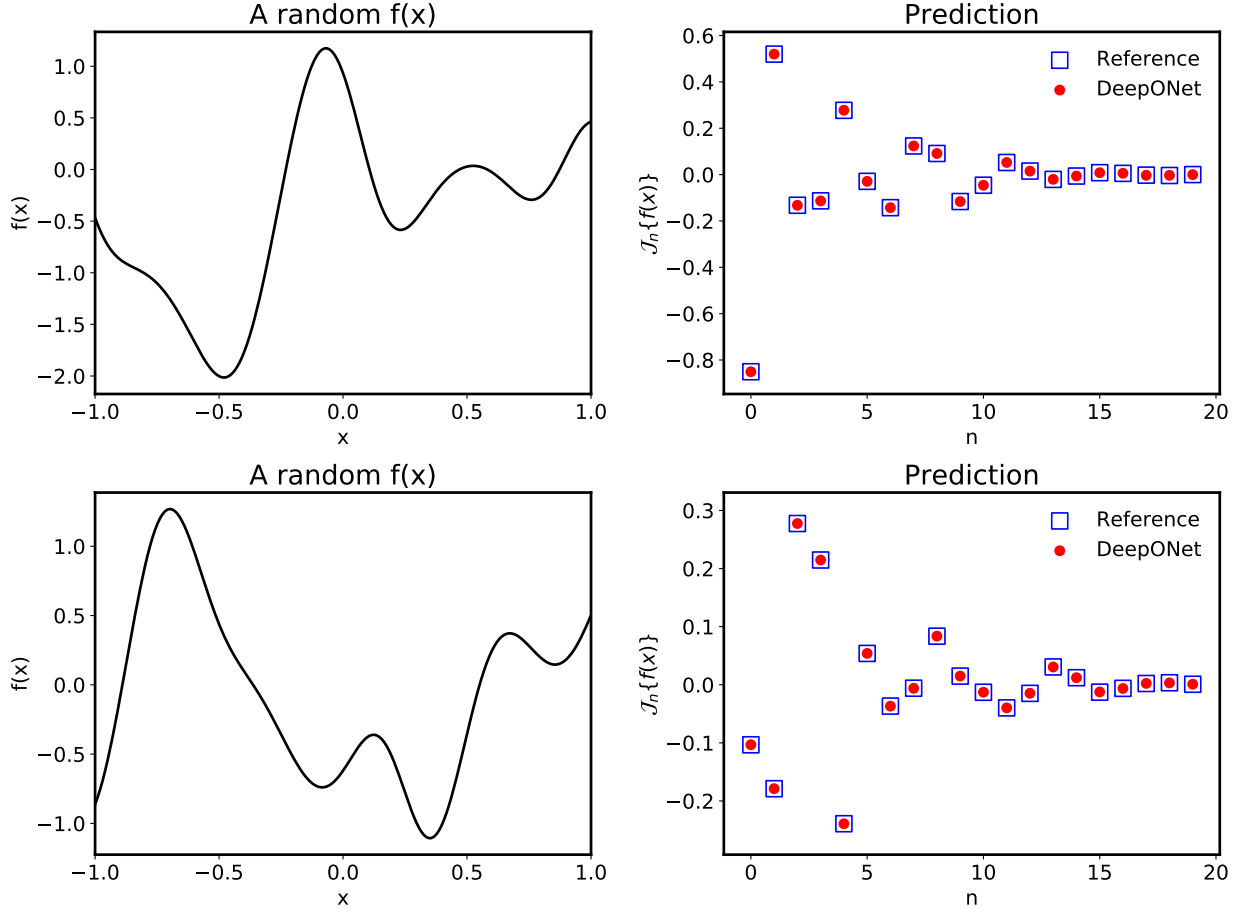 A random f(x)
f(x)
1.0
0.5
0.0
−0.5
−1.0
−1.5
−2.0
−1.0
−0.5
0.0
0.5
1.0
x
Prediction
𝒥ₙ{f(x)}
0.6
0.4
0.2
0.0
−0.2
−0.4
−0.6
−0.8
Reference
DeepONet
0
5
10
15
20
n
A random f(x)
f(x)
1.0
0.5
0.0
−0.5
−1.0
−1.0
−0.5
0.0
0.5
1.0
x
Prediction
𝒥ₙ{f(x)}
0.3
0.2
0.1
0.0
−0.1
−0.2
Reference
DeepONet
0
5
10
15
20
n